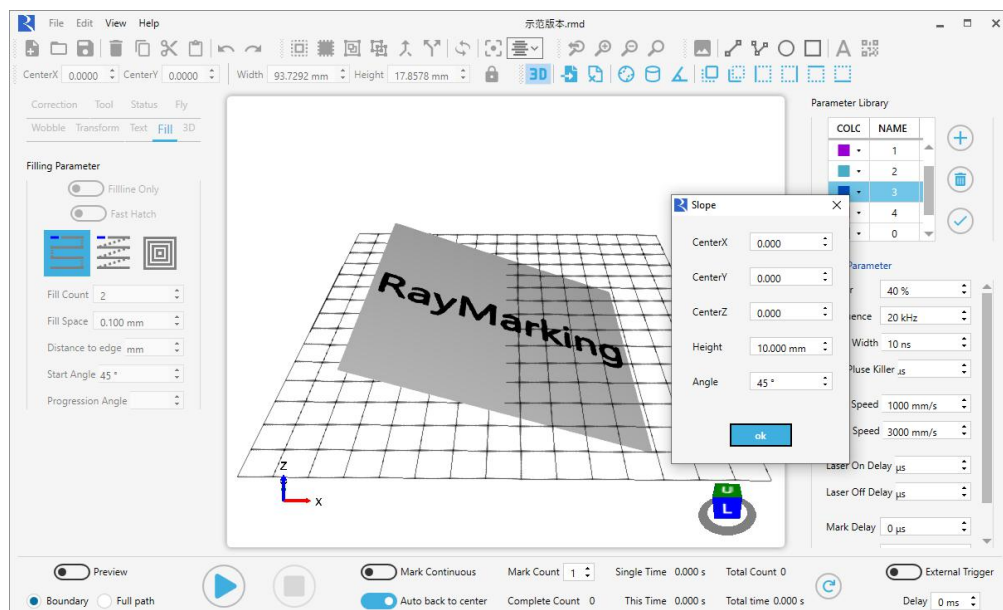 File Edit View Help 示范版本.rmd
3D A
CenterX 0.0000 CenterY 0.0000 Width 93.7292 mm Height 17.8578 mm
Correction Tool Status Fly
Wobble Transform Text Fill 3D
Filling Parameter
Fillline Only
Fast Hatch
Fill Count 2
Fill Space 0.100 mm
Distance to edge mm
Start Angle 45 °
Progression Angle
RayMarking
Z
X
U
L
Slope
CenterX 0.000
CenterY 0.000
CenterZ 0.000
Height 10.000 mm
Angle 45 °
ok
Parameter Library
COLC NAME
1
2
3
4
0
Parameter
r 40 %
uence 20 kHz
Width 10 ns
Pluse Killer µs
Speed 1000 mm/s
Speed 3000 mm/s
Laser On Delay µs
Laser Off Delay µs
Mark Delay 0 µs
Preview Mark Continuous Mark Count 1 Single Time 0.000 s Total Count 0 External Trigger
Boundary Full path Auto back to center Complete Count 0 This Time 0.000 s Total time 0.000 s Delay 0 ms